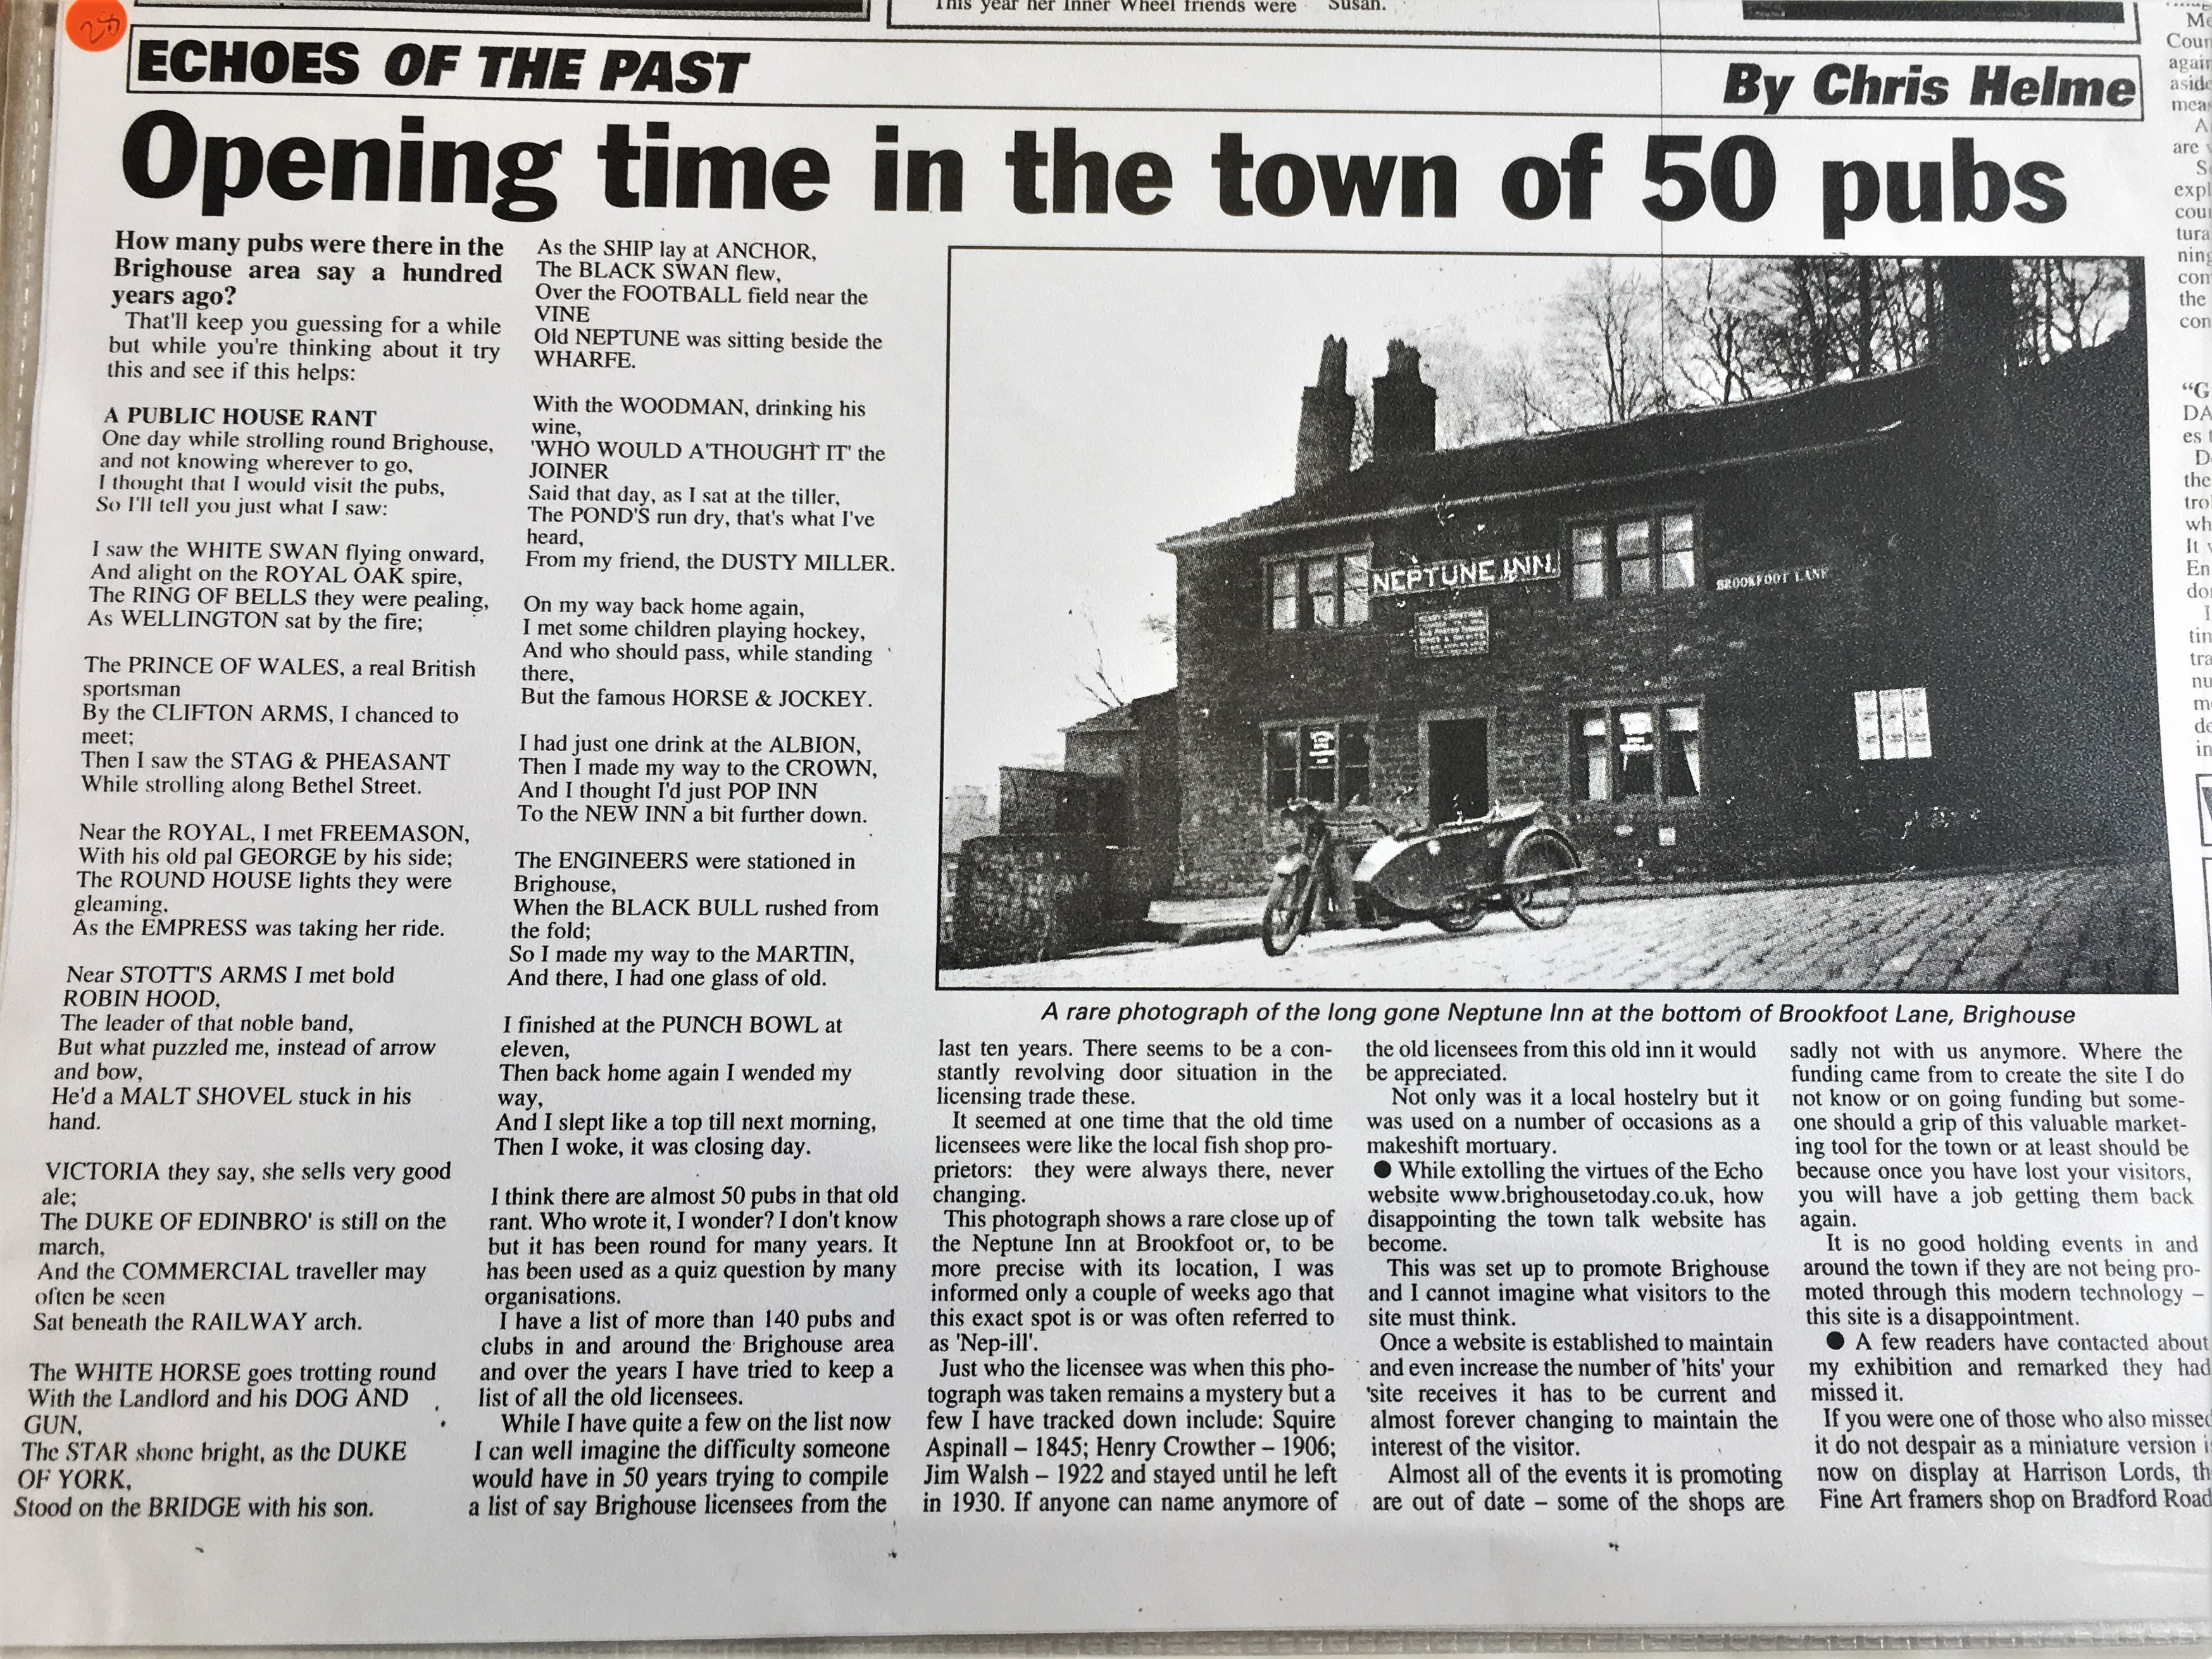 20
This year her Inner Wheel friends were
Susan.
ECHOES OF THE PAST
By Chris Helme
Opening time in the town of 50 pubs
How many pubs were there in the
Brighouse area say a hundred
years ago?
That'll keep you guessing for a while
but while you're thinking about it try
this and see if this helps:
A PUBLIC HOUSE RANT
One day while strolling round Brighouse,
and not knowing wherever to go,
I thought that I would visit the pubs,
So I'll tell you just what I saw:
I saw the WHITE SWAN flying onward,
And alight on the ROYAL OAK spire,
The RING OF BELLS they were pealing,
As WELLINGTON sat by the fire;
The PRINCE OF WALES, a real British
sportsman
By the CLIFTON ARMS, I chanced to
meet;
Then I saw the STAG & PHEASANT
While strolling along Bethel Street.
Near the ROYAL, I met FREEMASON,
With his old pal GEORGE by his side;
The ROUND HOUSE lights they were
gleaming.
As the EMPRESS was taking her ride.
Near STOTT'S ARMS I met bold
ROBIN HOOD,
The leader of that noble band,
But what puzzled me, instead of arrow
and bow,
He'd a MALT SHOVEL stuck in his
hand.
VICTORIA they say, she sells very good
ale;
The DUKE OF EDINBRO' is still on the
march,
And the COMMERCIAL traveller may
often be seen
Sat beneath the RAILWAY arch.
The WHITE HORSE goes trotting round
With the Landlord and his DOG AND
GUN,
The STAR shone bright, as the DUKE
OF YORK,
Stood on the BRIDGE with his son.
As the SHIP lay at ANCHOR,
The BLACK SWAN flew,
Over the FOOTBALL field near the
VINE
Old NEPTUNE was sitting beside the
WHARFE.
With the WOODMAN, drinking his
wine,
'WHO WOULD A'THOUGHT IT' the
JOINER
Said that day, as I sat at the tiller,
The POND'S run dry, that's what I've
heard,
From my friend, the DUSTY MILLER.
On my way back home again,
I met some children playing hockey,
And who should pass, while standing
there,
But the famous HORSE & JOCKEY.
I had just one drink at the ALBION,
Then I made my way to the CROWN,
And I thought I'd just POP INN
To the NEW INN a bit further down.
The ENGINEERS were stationed in
Brighouse,
When the BLACK BULL rushed from
the fold;
So I made my way to the MARTIN,
And there, I had one glass of old.
I finished at the PUNCH BOWL at
eleven,
Then back home again I wended my
way,
And I slept like a top till next morning,
Then I woke, it was closing day.
I think there are almost 50 pubs in that old
rant. Who wrote it, I wonder? I don't know
but it has been round for many years. It
has been used as a quiz question by many
organisations.
I have a list of more than 140 pubs and
clubs in and around the Brighouse area
and over the years I have tried to keep a
list of all the old licensees.
While I have quite a few on the list now
I can well imagine the difficulty someone
would have in 50 years trying to compile
a list of say Brighouse licensees from the
NEPTUNE INN.
BROOKFOOT LANE
A rare photograph of the long gone Neptune Inn at the bottom of Brookfoot Lane, Brighouse
last ten years. There seems to be a con-
stantly revolving door situation in the
licensing trade these.
It seemed at one time that the old time
licensees were like the local fish shop pro-
prietors: they were always there, never
changing.
This photograph shows a rare close up of
the Neptune Inn at Brookfoot or, to be
more precise with its location, I was
informed only a couple of weeks ago that
this exact spot is or was often referred to
as 'Nep-ill'.
Just who the licensee was when this pho-
tograph was taken remains a mystery but a
few I have tracked down include: Squire
Aspinall – 1845; Henry Crowther – 1906;
Jim Walsh – 1922 and stayed until he left
in 1930. If anyone can name anymore of
the old licensees from this old inn it would
be appreciated.
Not only was it a local hostelry but it
was used on a number of occasions as a
makeshift mortuary.
● While extolling the virtues of the Echo
website www.brighousetoday.co.uk, how
disappointing the town talk website has
become.
This was set up to promote Brighouse
and I cannot imagine what visitors to the
site must think.
Once a website is established to maintain
and even increase the number of 'hits' your
'site receives it has to be current and
almost forever changing to maintain the
interest of the visitor.
Almost all of the events it is promoting
are out of date – some of the shops are
sadly not with us anymore. Where the
funding came from to create the site I do
not know or on going funding but some-
one should a grip of this valuable market-
ing tool for the town or at least should be
because once you have lost your visitors,
you will have a job getting them back
again.
It is no good holding events in and
around the town if they are not being pro-
moted through this modern technology –
this site is a disappointment.
● A few readers have contacted about
my exhibition and remarked they had
missed it.
If you were one of those who also missed
it do not despair as a miniature version i
now on display at Harrison Lords, th
Fine Art framers shop on Bradford Road